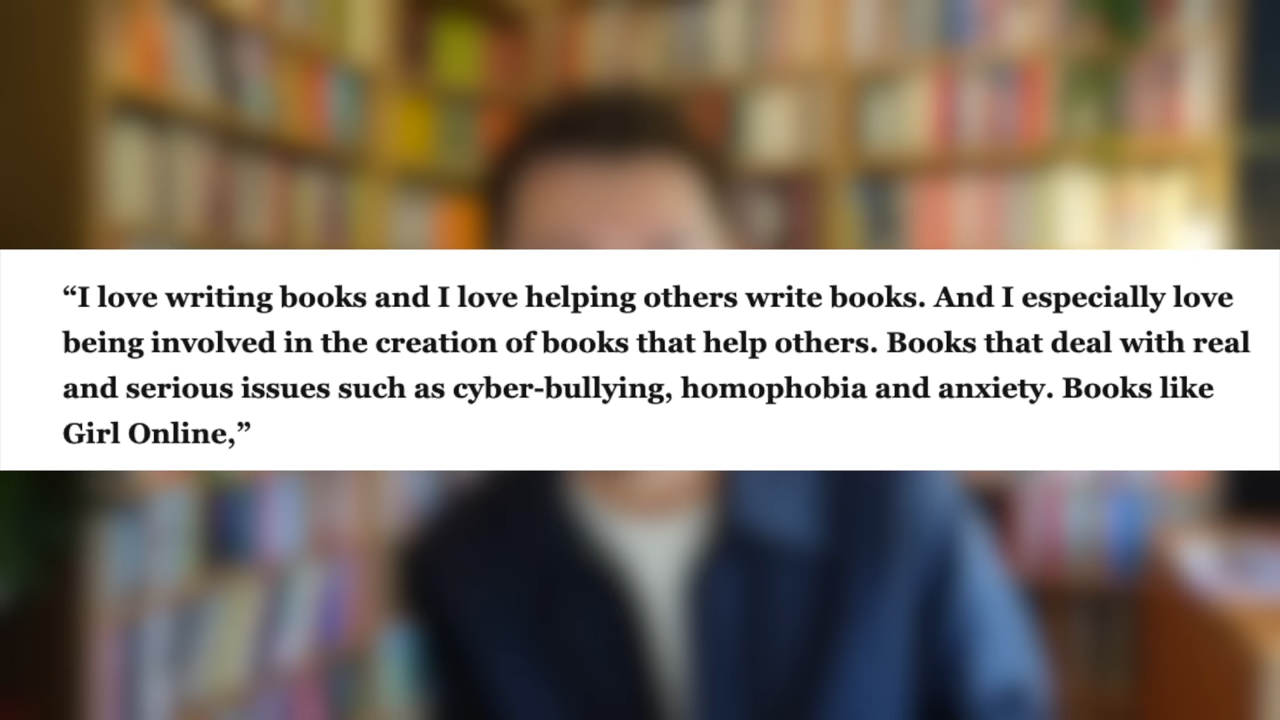 “I love writing books and I love helping others write books. And I especially love
being involved in the creation of books that help others. Books that deal with real
and serious issues such as cyber-bullying, homophobia and anxiety. Books like
Girl Online,”